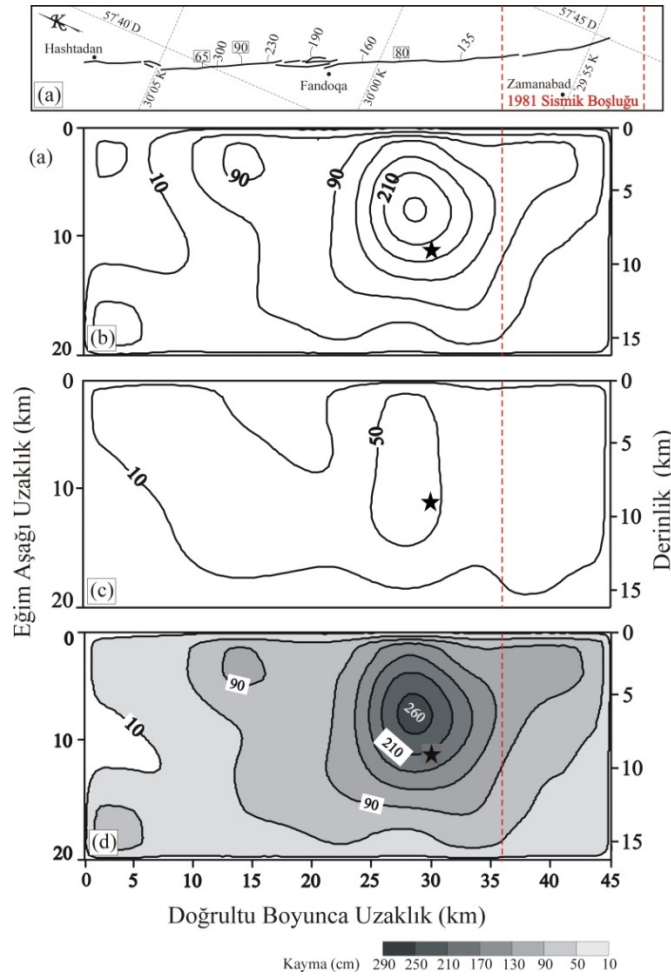 K
57'40 D
57'45 D
Hashtadan
65
300
90
230
190
160
80
135
30'05 K
Fandoqa
30'00 K
Zamanabad
29 55 K
(a)
1981 Sismik Boşluğu
(a)
0
10
20
10
90
90
210
0
5
10
15
(b)
0
10
20
10
50
0
5
10
15
(c)
Eğim Aşağı Uzaklık (km)
Derinlik (km)
0
10
20
10
90
260
210
90
0
5
10
15
(d)
0 5 10 15 20 25 30 35 40 45
Doğrultu Boyunca Uzaklık (km)
Kayma (cm)
290 250 210 170 130 90 50 10